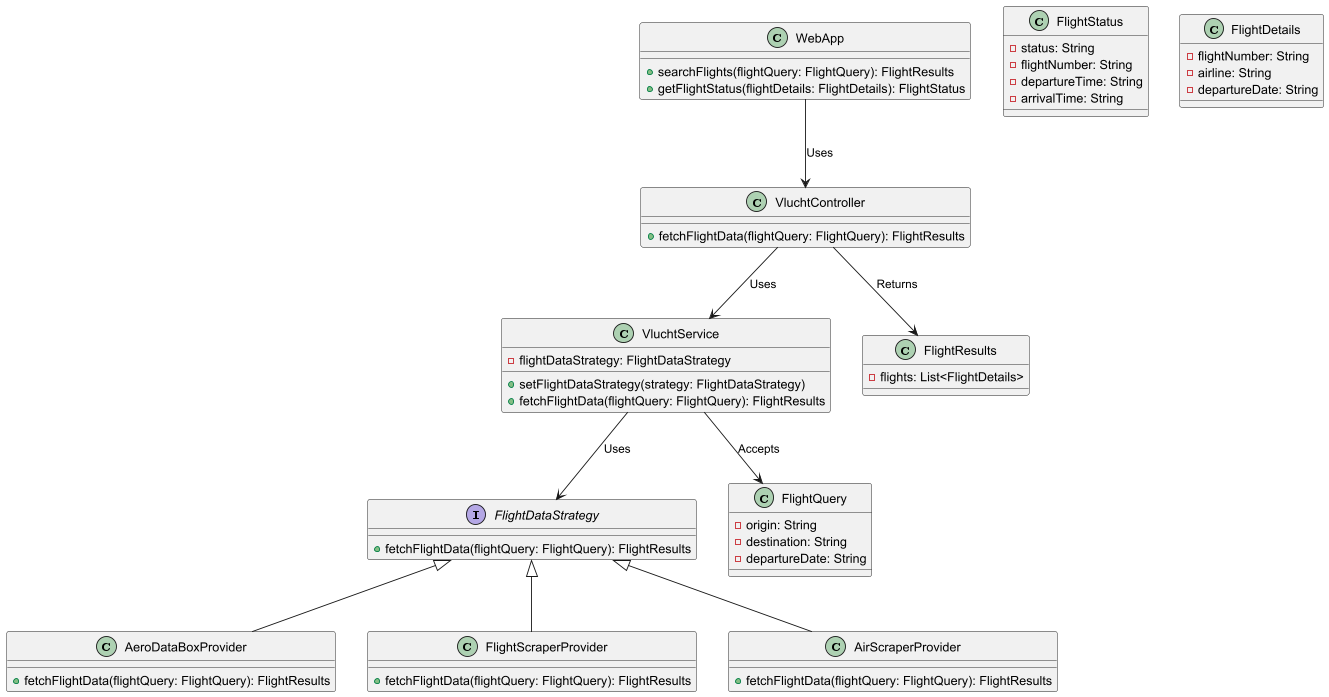 C WebApp
searchFlights(flightQuery: FlightQuery): FlightResults
getFlightStatus(flightDetails: FlightDetails): FlightStatus
C FlightStatus
status: String
flightNumber: String
departureTime: String
arrivalTime: String
C FlightDetails
flightNumber: String
airline: String
departureDate: String
Uses
C VluchtController
fetchFlightData(flightQuery: FlightQuery): FlightResults
Uses
Returns
C VluchtService
flightDataStrategy: FlightDataStrategy
setFlightDataStrategy(strategy: FlightDataStrategy)
fetchFlightData(flightQuery: FlightQuery): FlightResults
C FlightResults
flights: List<FlightDetails>
Uses
Accepts
I FlightDataStrategy
fetchFlightData(flightQuery: FlightQuery): FlightResults
C FlightQuery
origin: String
destination: String
departureDate: String
C AeroDataBoxProvider
fetchFlightData(flightQuery: FlightQuery): FlightResults
C FlightScraperProvider
fetchFlightData(flightQuery: FlightQuery): FlightResults
C AirScraperProvider
fetchFlightData(flightQuery: FlightQuery): FlightResults